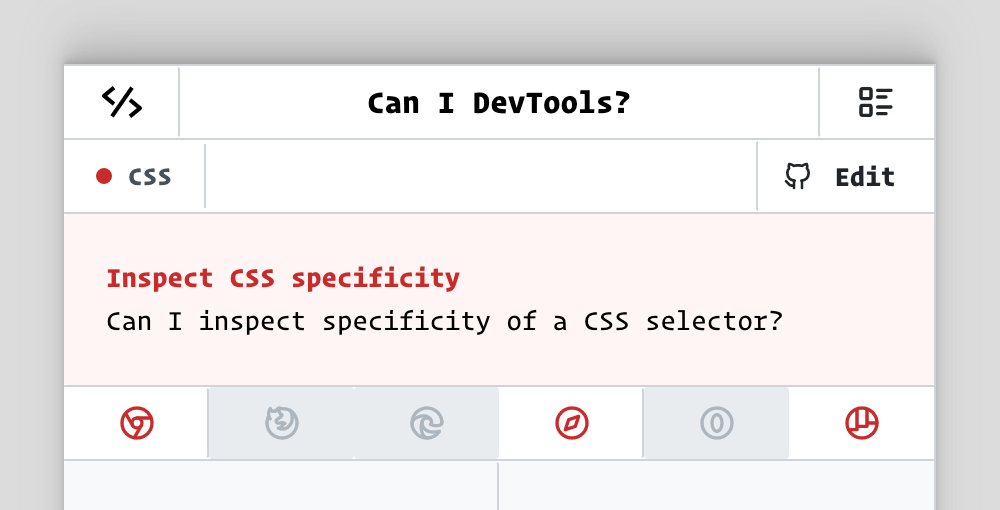 Can I DevTools?
CSS
Edit
Inspect CSS specificity
Can I inspect specificity of a CSS selector?